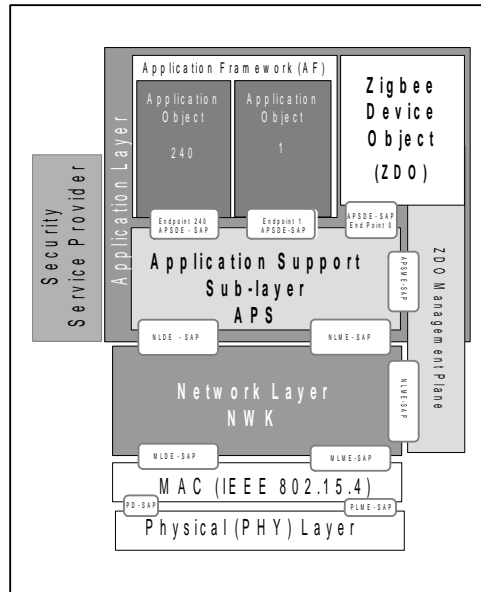 Application Framework (AF)
Application
Object
240
Application
Object
1
Zigbee
Device
Object
(ZDO)
Security
Service Provider
Application Layer
Endpoint 240
APSDE-SAP
Endpoint 1
APSDE-SAP
APSDE-SAP
End Point 0
Application Support
Sub-layer
APS
APSME-SAP
ZDO Management Plane
NLDE - SAP
NLME-SAP
Network Layer
NWK
NLME-SAP
MLDE -SAP
MLME-SAP
MAC (IEEE 802.15.4)
PD-SAP
PLME-SAP
Physical (PHY) Layer